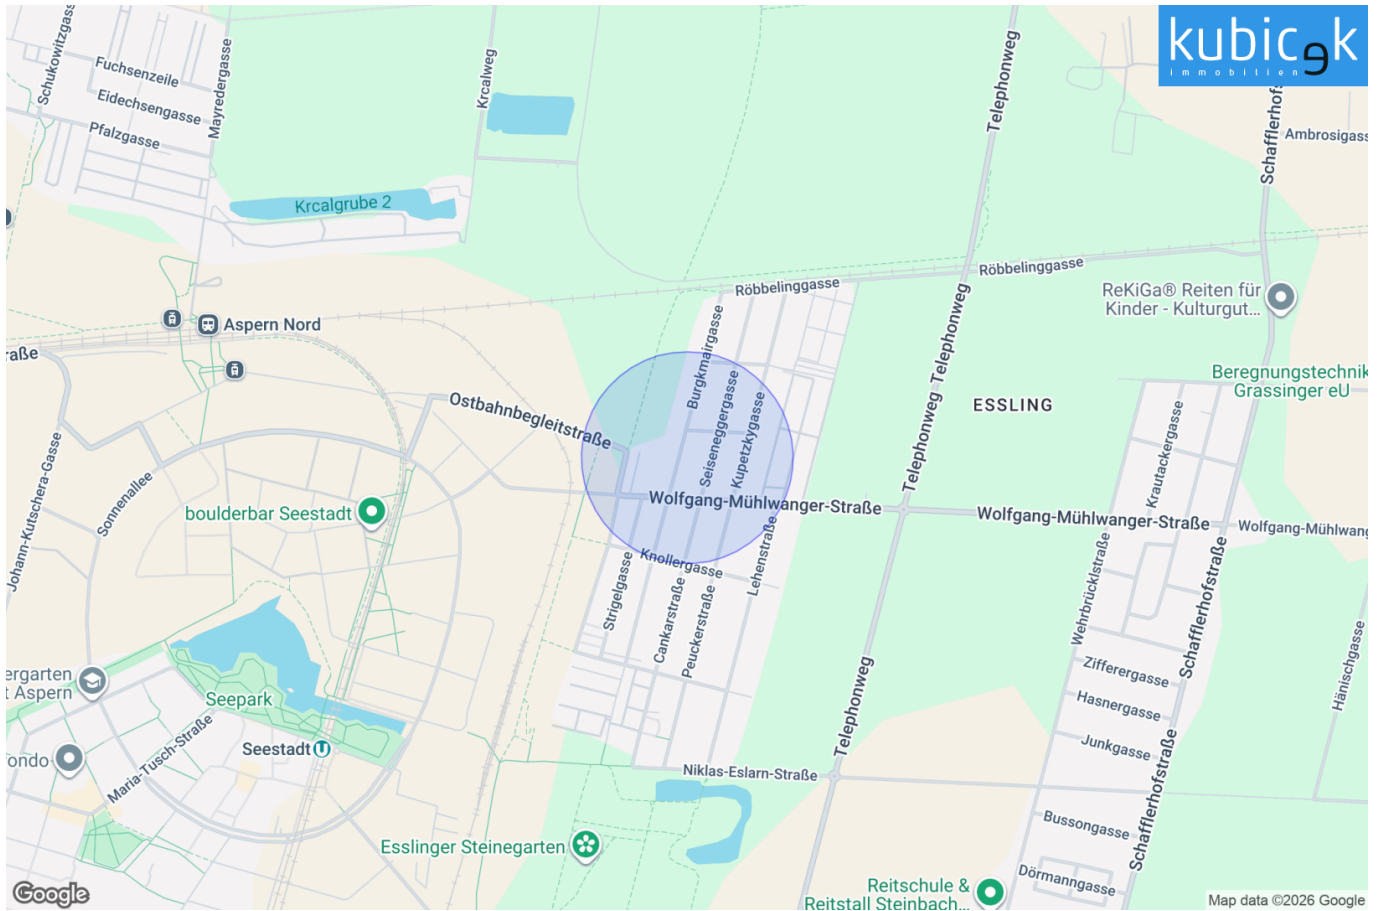 kubicek
immobilien
Schukowitzgasse
Fuchsenzeile
Eidechsengasse
Pfalzgasse
Mayredergasse
Krcalweg
Telephonweg
Schafflerhofs
Ambrosigass
Krcalgrube 2
Röbbelinggasse
Röbbelinggasse
ReKiGa® Reiten für
Kinder - Kulturgut...
Aspern Nord
raße
Burgkmairgasse
Telephonweg
Telephonweg
Beregnungstechnik
Grassinger eU
Ostbahnbegleitstraße
Seiseneggergasse
Kupetzkygasse
ESSLING
Krautackergasse
Johann-Kutschera-Gasse
Sonnenallee
boulderbar Seestadt
Wolfgang-Mühlwanger-Straße
Wolfgang-Mühlwanger-Straße
Wolfgang-Mühlwang
Knollergasse
Lehenstraße
Strigelgasse
Cankarstraße
Peuckerstraße
Wehrbrücklstraße
Schafflerhofstraße
Hänischgasse
Zifferergasse
Hasnergasse
Junkgasse
ergarten
t Aspern
Seepark
Seestadt
U
Maria-Tusch-Straße
ondo
Telephonweg
Niklas-Eslarn-Straße
Bussongasse
Schafflerhofstraße
Esslinger Steinegarten
Dörmanngasse
Reitschule &
Reitstall Steinbach...
Google
Map data ©2026 Google